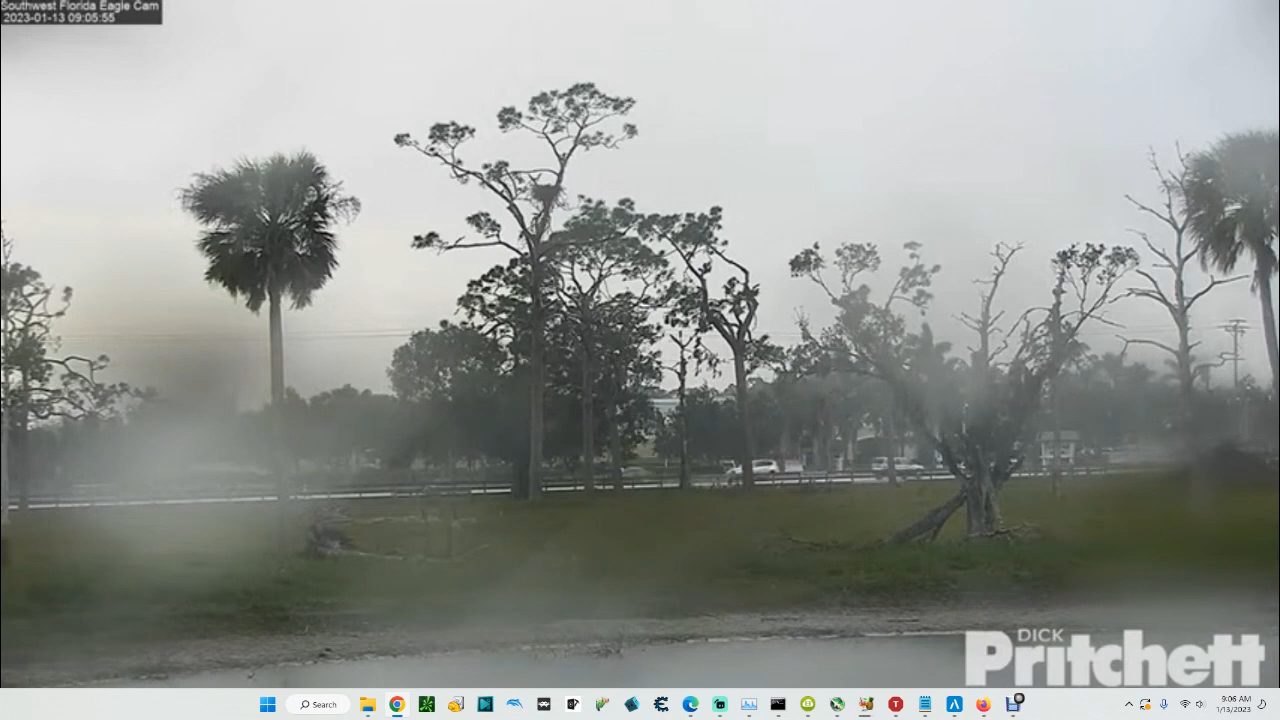 Southwest Florida Eagle Cam
2023-01-13 09:05:55
DICK
Pritchett
Search
9:06 AM
1/13/2023